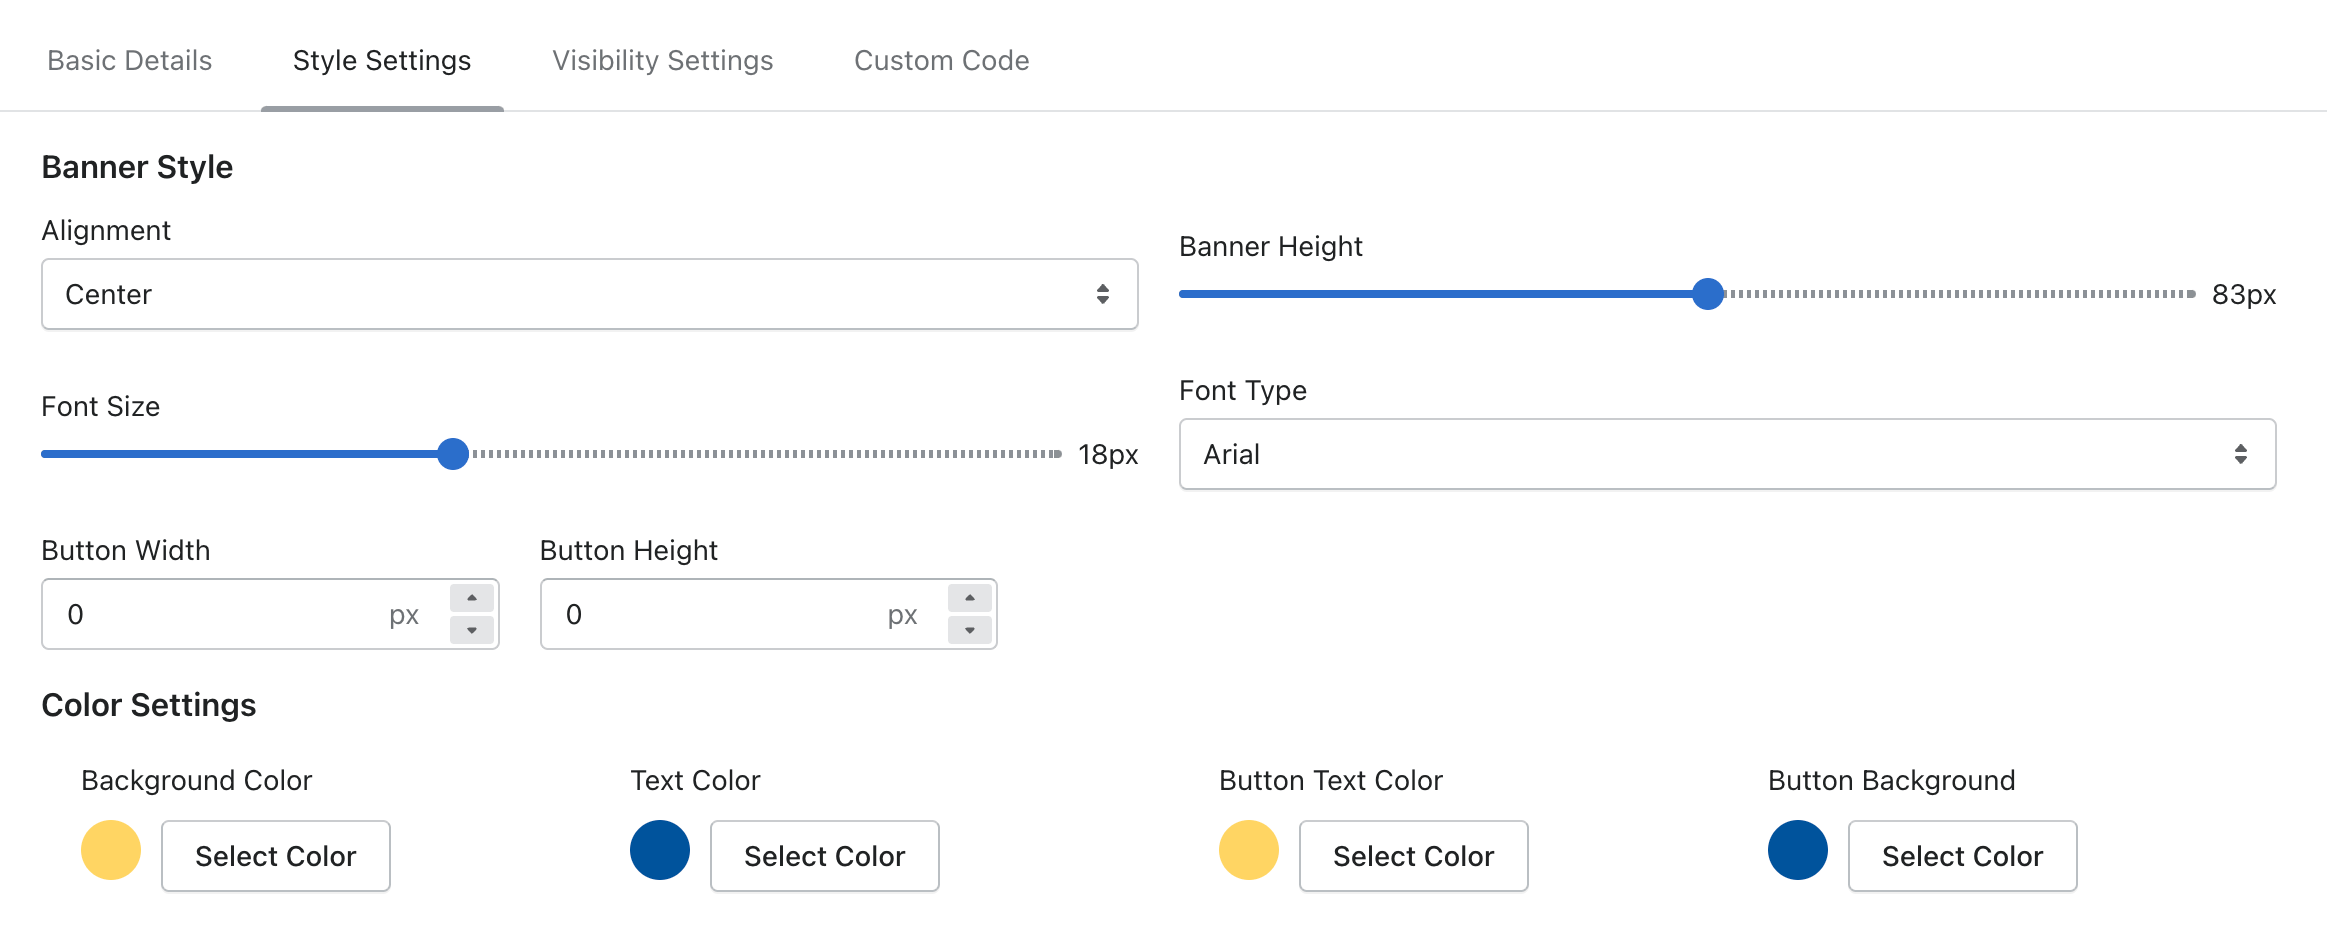 Basic Details
Style Settings
Visibility Settings
Custom Code
Banner Style
Alignment
Center
Banner Height
83px
Font Size
18px
Font Type
Arial
Button Width
0 px
Button Height
0 px
Color Settings
Background Color
Select Color
Text Color
Select Color
Button Text Color
Select Color
Button Background
Select Color